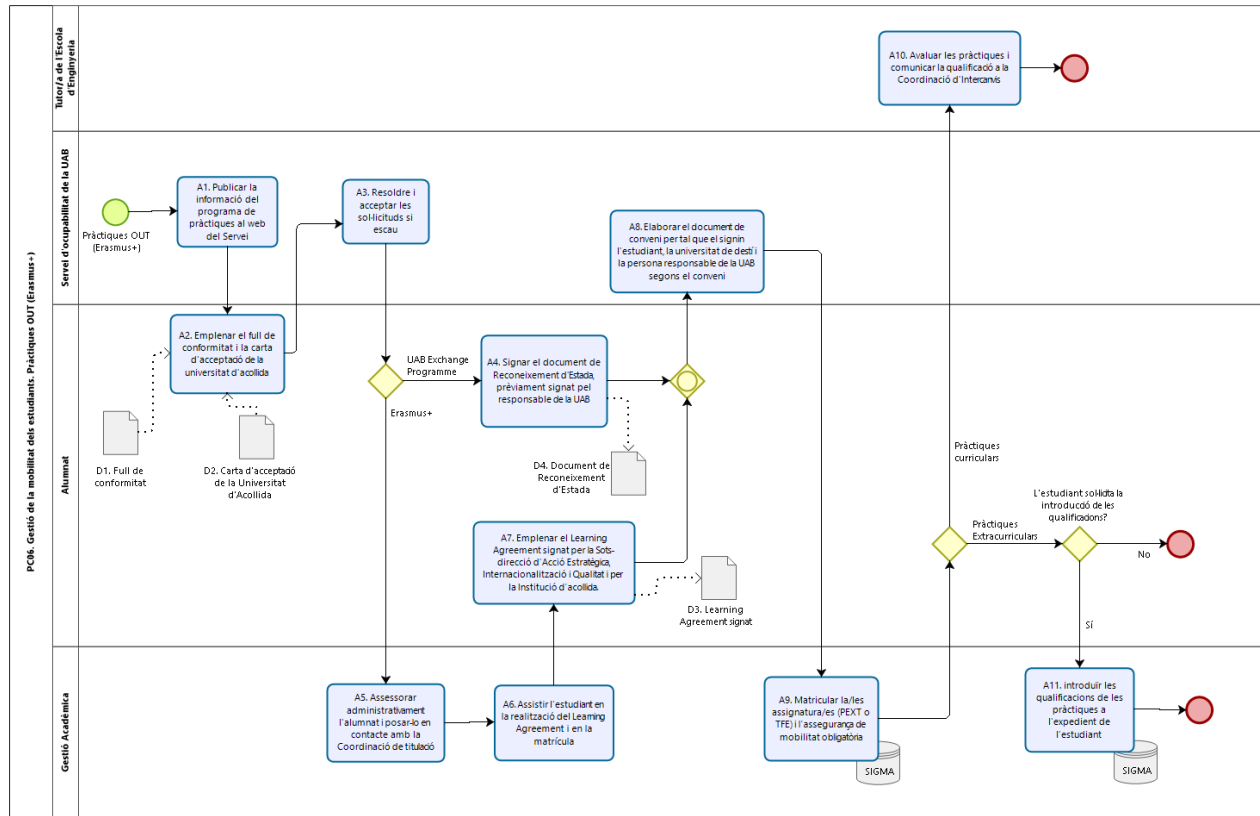 PC06. Gestió de la mobilitat dels estudiants. Pràctiques OUT (Erasmus+)
Tutor/a de l'Escola
d'Enginyeria
A10. Avaluar les pràctiques i
comunicar la qualificació a la
Coordinació d'Intercanvis
Servei d'ocupabilitat de la UAB
Pràctiques OUT
(Erasmus+)
A1. Publicar la
informació del
programa de
pràctiques al web
del Servei
A3. Resoldre i
acceptar les
sol·licituds si
escau
A8. Elaborar el document de
conveni per tal que el signin
l'estudiant, la universitat de destí i
la persona responsable de la UAB
segons el conveni
Alumnat
A2. Emplenar el full de
conformitat i la carta
d'acceptació de la
universitat d'acollida
D1. Full de
conformitat
D2. Carta d'acceptació
de la Universitat
d'Acollida
UAB Exchange
Programme
Erasmus+
A4. Signar el document de
Reconeixement d'Estada,
prèviament signat pel
responsable de la UAB
D4. Document de
Reconeixement
d'Estada
A7. Emplenar el Learning
Agreement signat per la Sots-
direcció d'Acció Estratègica,
Internacionalització i Qualitat i per
la Institució d'acollida.
D3. Learning
Agreement signat
Pràctiques
curriculars
Pràctiques
Extracurriculars
L'estudiant sol·licita la
introducció de les
qualificacions?
No
Sí
Gestió Acadèmica
A5. Assessorar
administrativament
l'alumnat i posar-lo en
contacte amb la
Coordinació de titulació
A6. Assistir l'estudiant en
la realització del Learning
Agreement i en la
matrícula
A9. Matricular la/les
assignatura/es (PEXT o
TFE) i l'assegurança de
mobilitat obligatòria
SIGMA
A11. introduïr les
qualificacions de les
pràctiques a
l'expedient de
l'estudiant
SIGMA